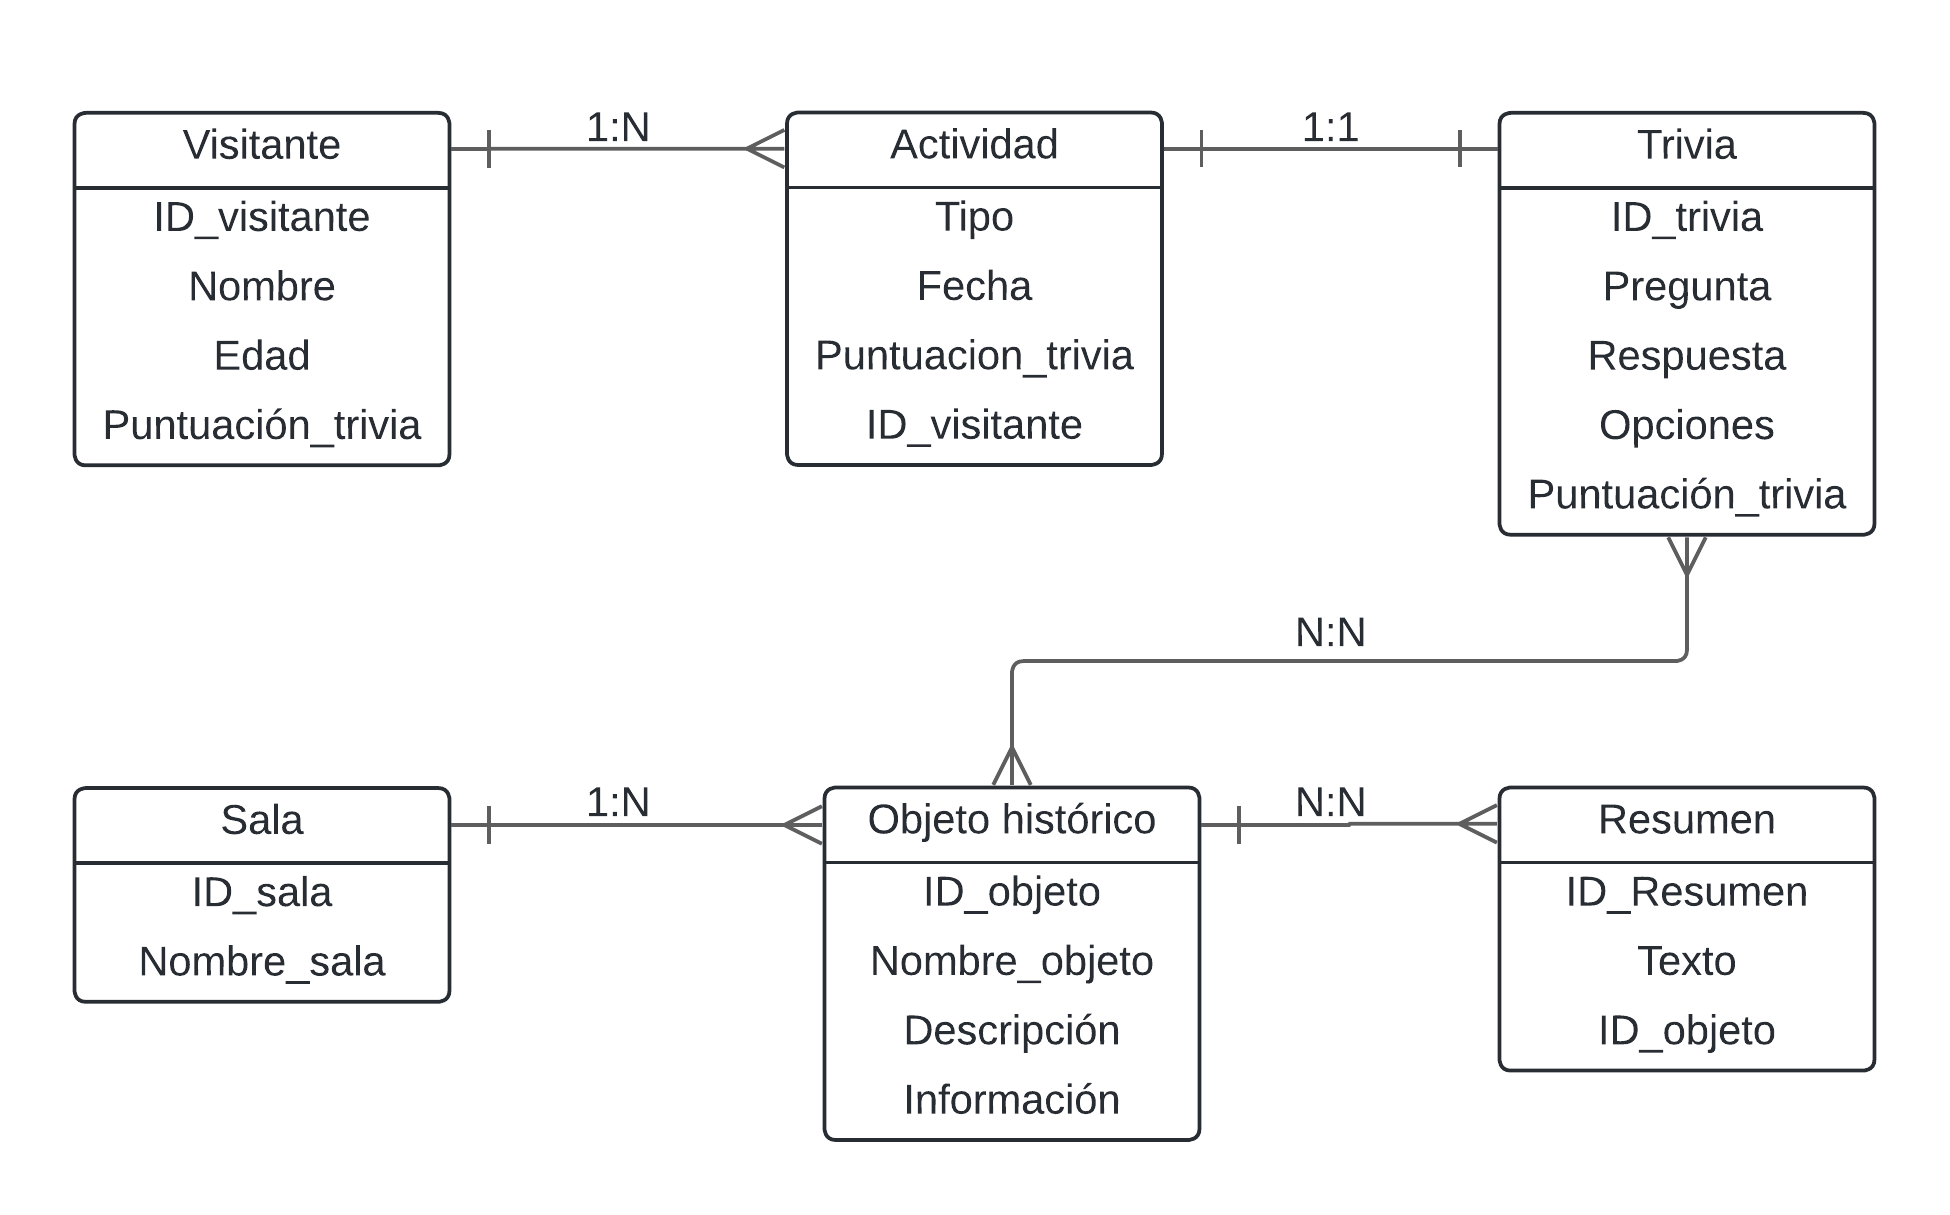 Visitante
ID_visitante
Nombre
Edad
Puntuación_trivia
1:N
Actividad
Tipo
Fecha
Puntuacion_trivia
ID_visitante
1:1
Trivia
ID_trivia
Pregunta
Respuesta
Opciones
Puntuación_trivia
N:N
Sala
ID_sala
Nombre_sala
1:N
Objeto histórico
ID_objeto
Nombre_objeto
Descripción
Información
N:N
Resumen
ID_Resumen
Texto
ID_objeto